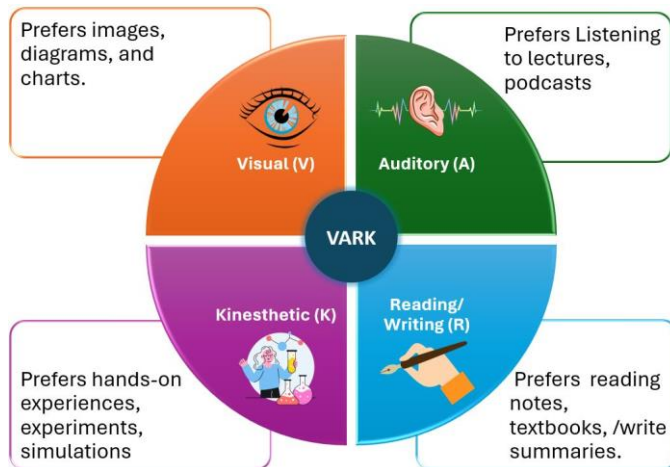 Prefers images,
diagrams, and
charts.
Prefers Listening
to lectures,
podcasts
Visual (V)
Auditory (A)
VARK
Kinesthetic (K)
Reading/
Writing (R)
Prefers hands-on
experiences,
experiments,
simulations
Prefers reading
notes,
textbooks, /write
summaries.